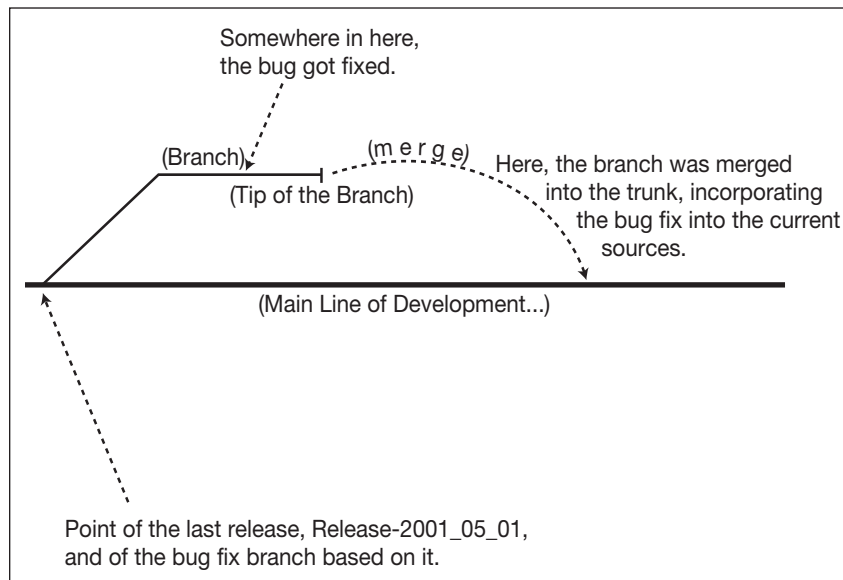 Somewhere in here,
the bug got fixed.
(Branch)
(merge)
(Tip of the Branch)
Here, the branch was merged
into the trunk, incorporating
the bug fix into the current
sources.
(Main Line of Development...)
Point of the last release, Release-2001_05_01,
and of the bug fix branch based on it.